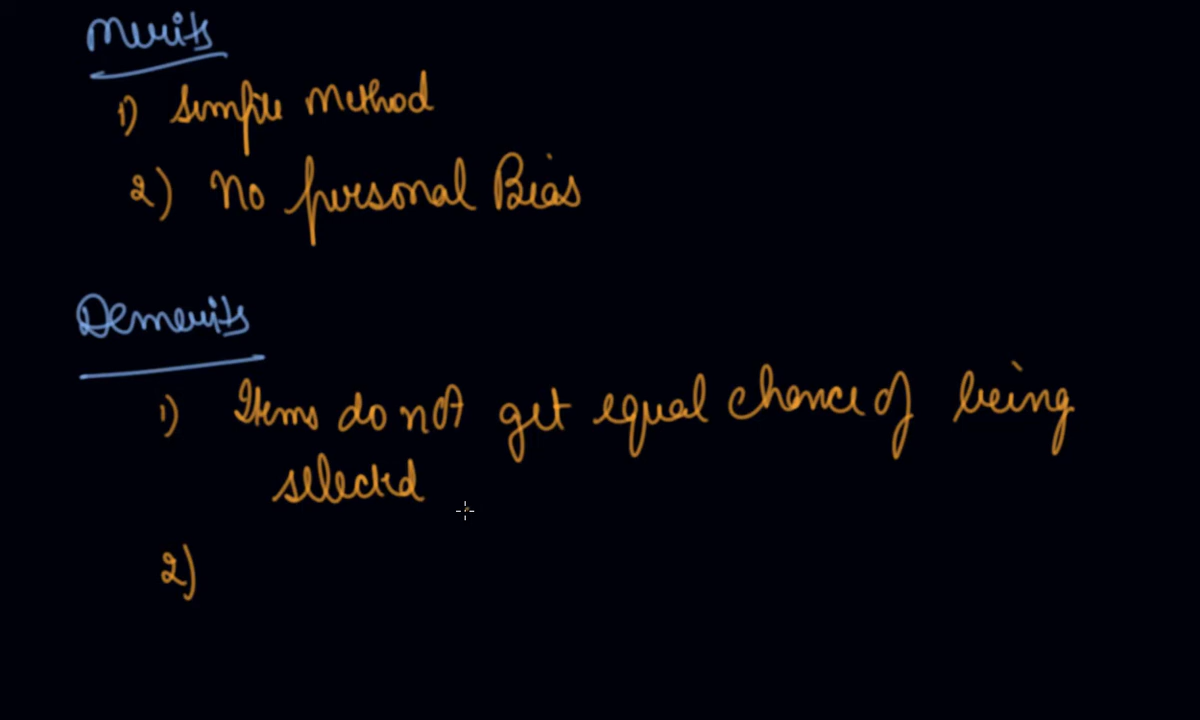 Merits
1) Simple Method
2) No personal Bias
Demerits
1) Items do not get equal chance of being
selected
2)